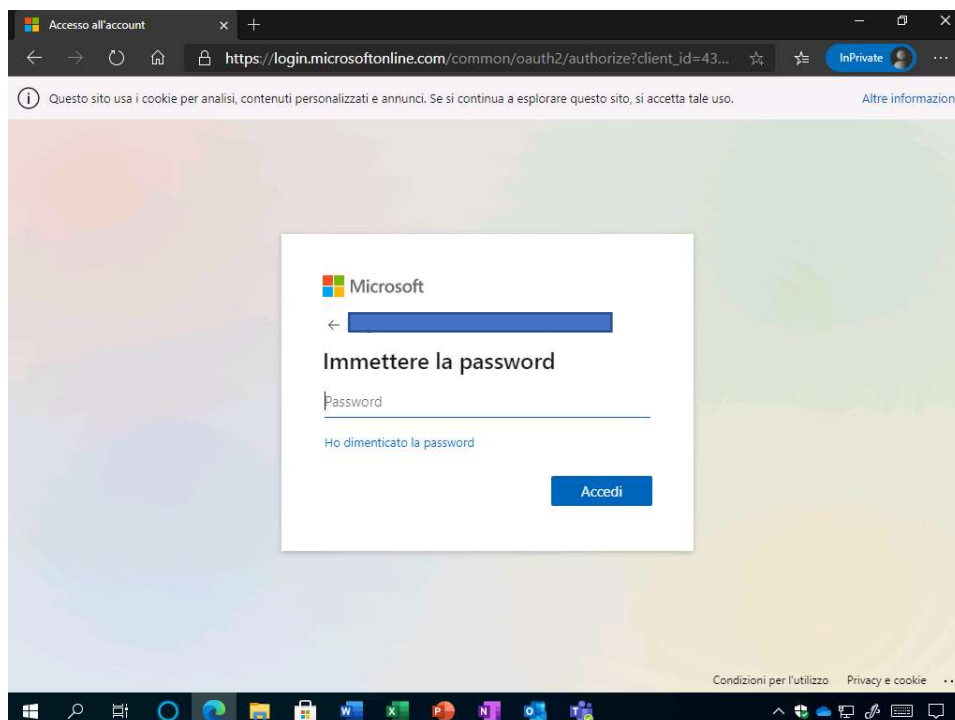 Accesso all'account
https://login.microsoftonline.com/common/oauth2/authorize?client_id=43...
InPrivate
Questo sito usa i cookie per analisi, contenuti personalizzati e annunci. Se si continua a esplorare questo sito, si accetta tale uso.
Altre informazion
Microsoft
Immettere la password
Password
Ho dimenticato la password
Accedi
Condizioni per l'utilizzo Privacy e cookie